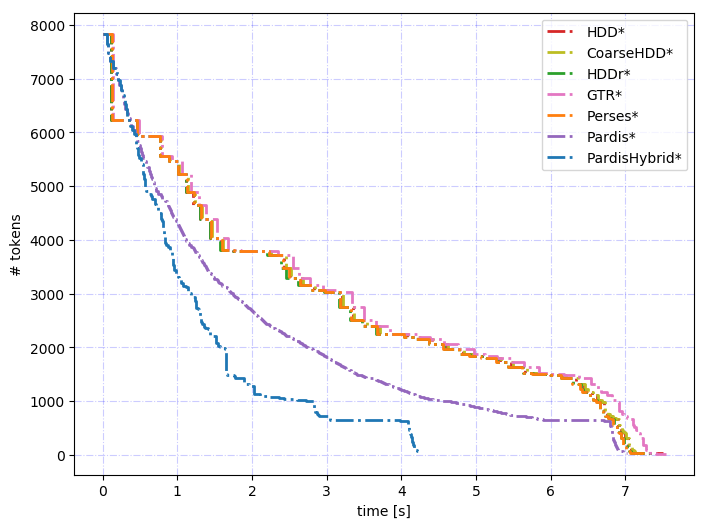 8000
7000
6000
5000
4000
3000
2000
1000
0
# tokens
0
1
2
3
4
5
6
7
time [s]
HDD*
CoarseHDD*
HDDr*
GTR*
Perses*
Pardis*
PardisHybrid*